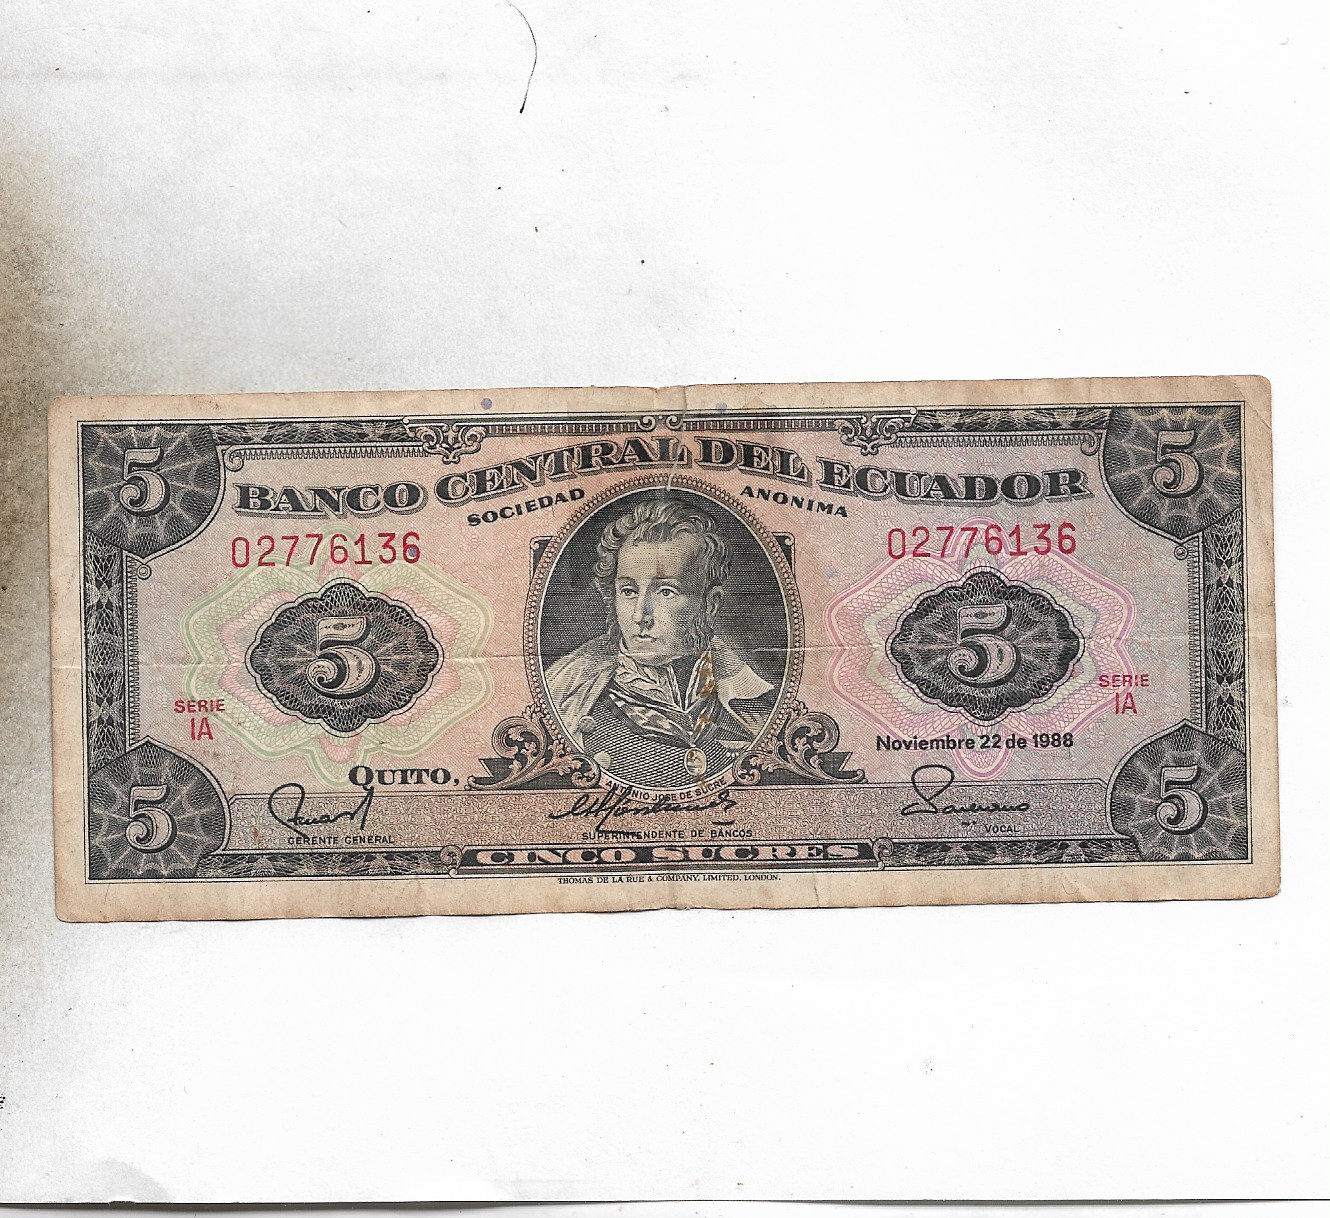 5 5
BANCO CENTRAL DEL ECUADOR
SOCIEDAD ANONIMA
02776136 02776136
5 5
SERIE
IA
SERIE
IA
Noviembre 22 de 1988
QUITO,
ANTONIO JOSE DE SUCRE
5 5
GERENTE GENERAL
SUPERINTENDENTE DE BANCOS
VOCAL
CINCO SUCRES
THOMAS DE LA RUE & COMPANY, LIMITED, LONDON.